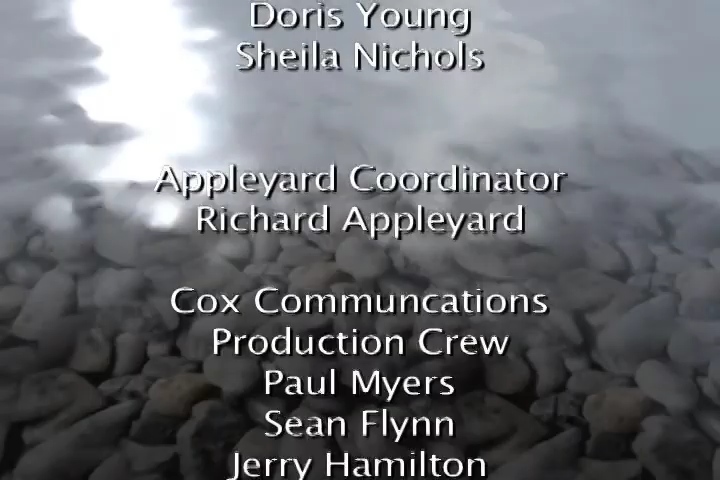 Doris Young
Sheila Nichols
Appleyard Coordinator
Richard Appleyard
Cox Communcations
Production Crew
Paul Myers
Sean Flynn
Jerry Hamilton